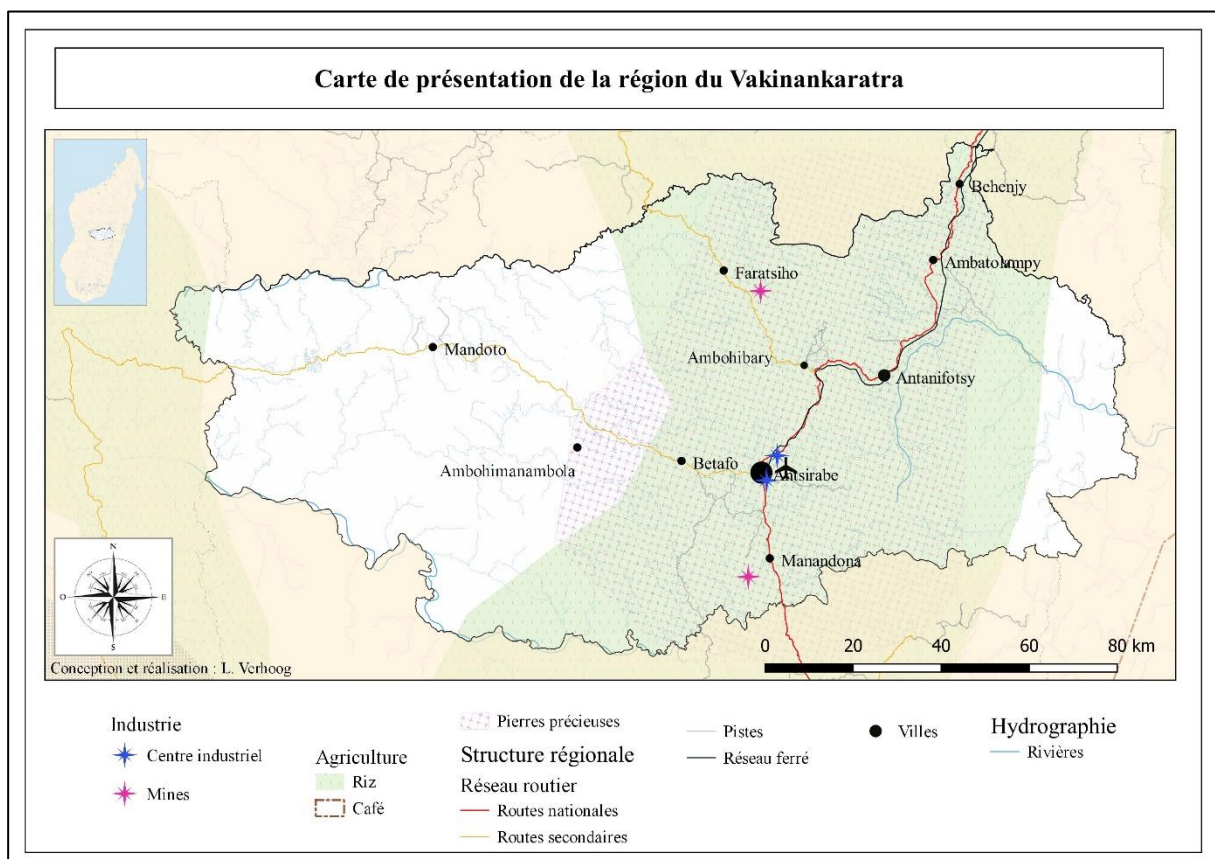 Carte de présentation de la région du Vakinankaratra
Behenjy
Ambatolampy
Faratsiho
Mandoto
Ambohibary
Antanifotsy
Ambohimanambola
Betafo
Antsirabe
Manandona
N
O
E
S
0 20 40 60 80 km
Conception et réalisation : L. Verhoog
Industrie
Centre industriel
Mines
Agriculture
Riz
Café
Pierres précieuses
Structure régionale
Réseau routier
Routes nationales
Routes secondaires
Pistes
Réseau ferré
Villes
Hydrographie
Rivières